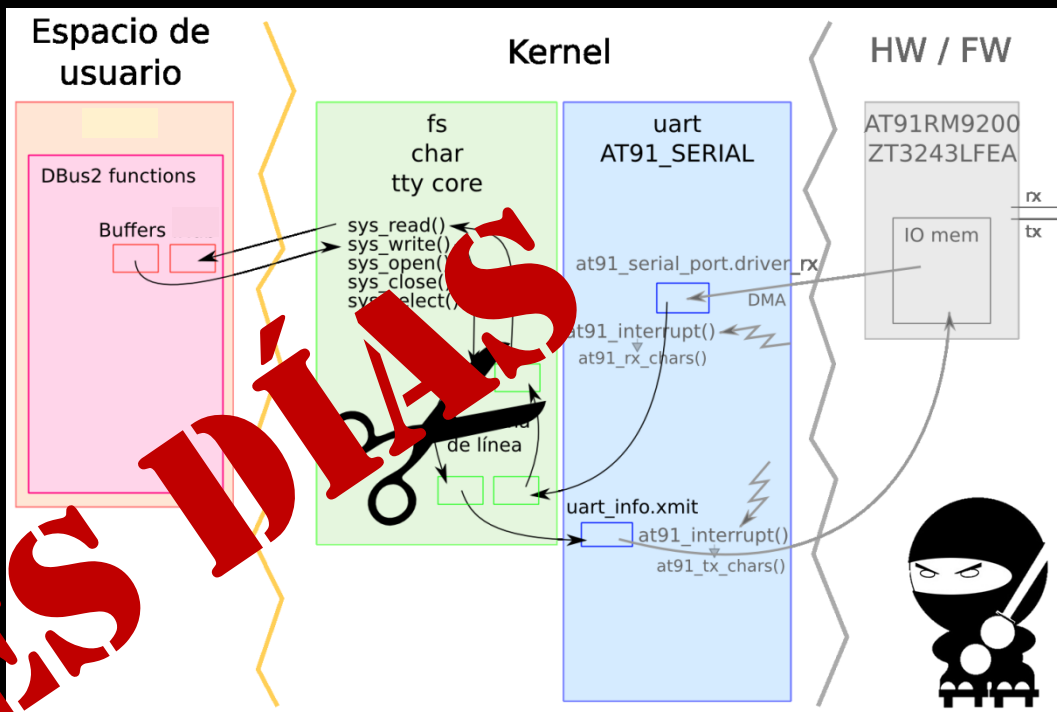 Espacio de
usuario
Kernel
HW / FW
DBus2 functions
Buffers
fs
char
tty core
sys_read()
sys_write()
sys_open()
sys_close()
de línea
uart
AT91_SERIAL
at91_serial_port.driver_rx
DMA
at91_interrupt()
at91_rx_chars()
uart_info.xmit
at91_interrupt()
at91_tx_chars()
AT91RM9200
ZT3243LFEA
IO mem
rx
tx
ES DÍAS